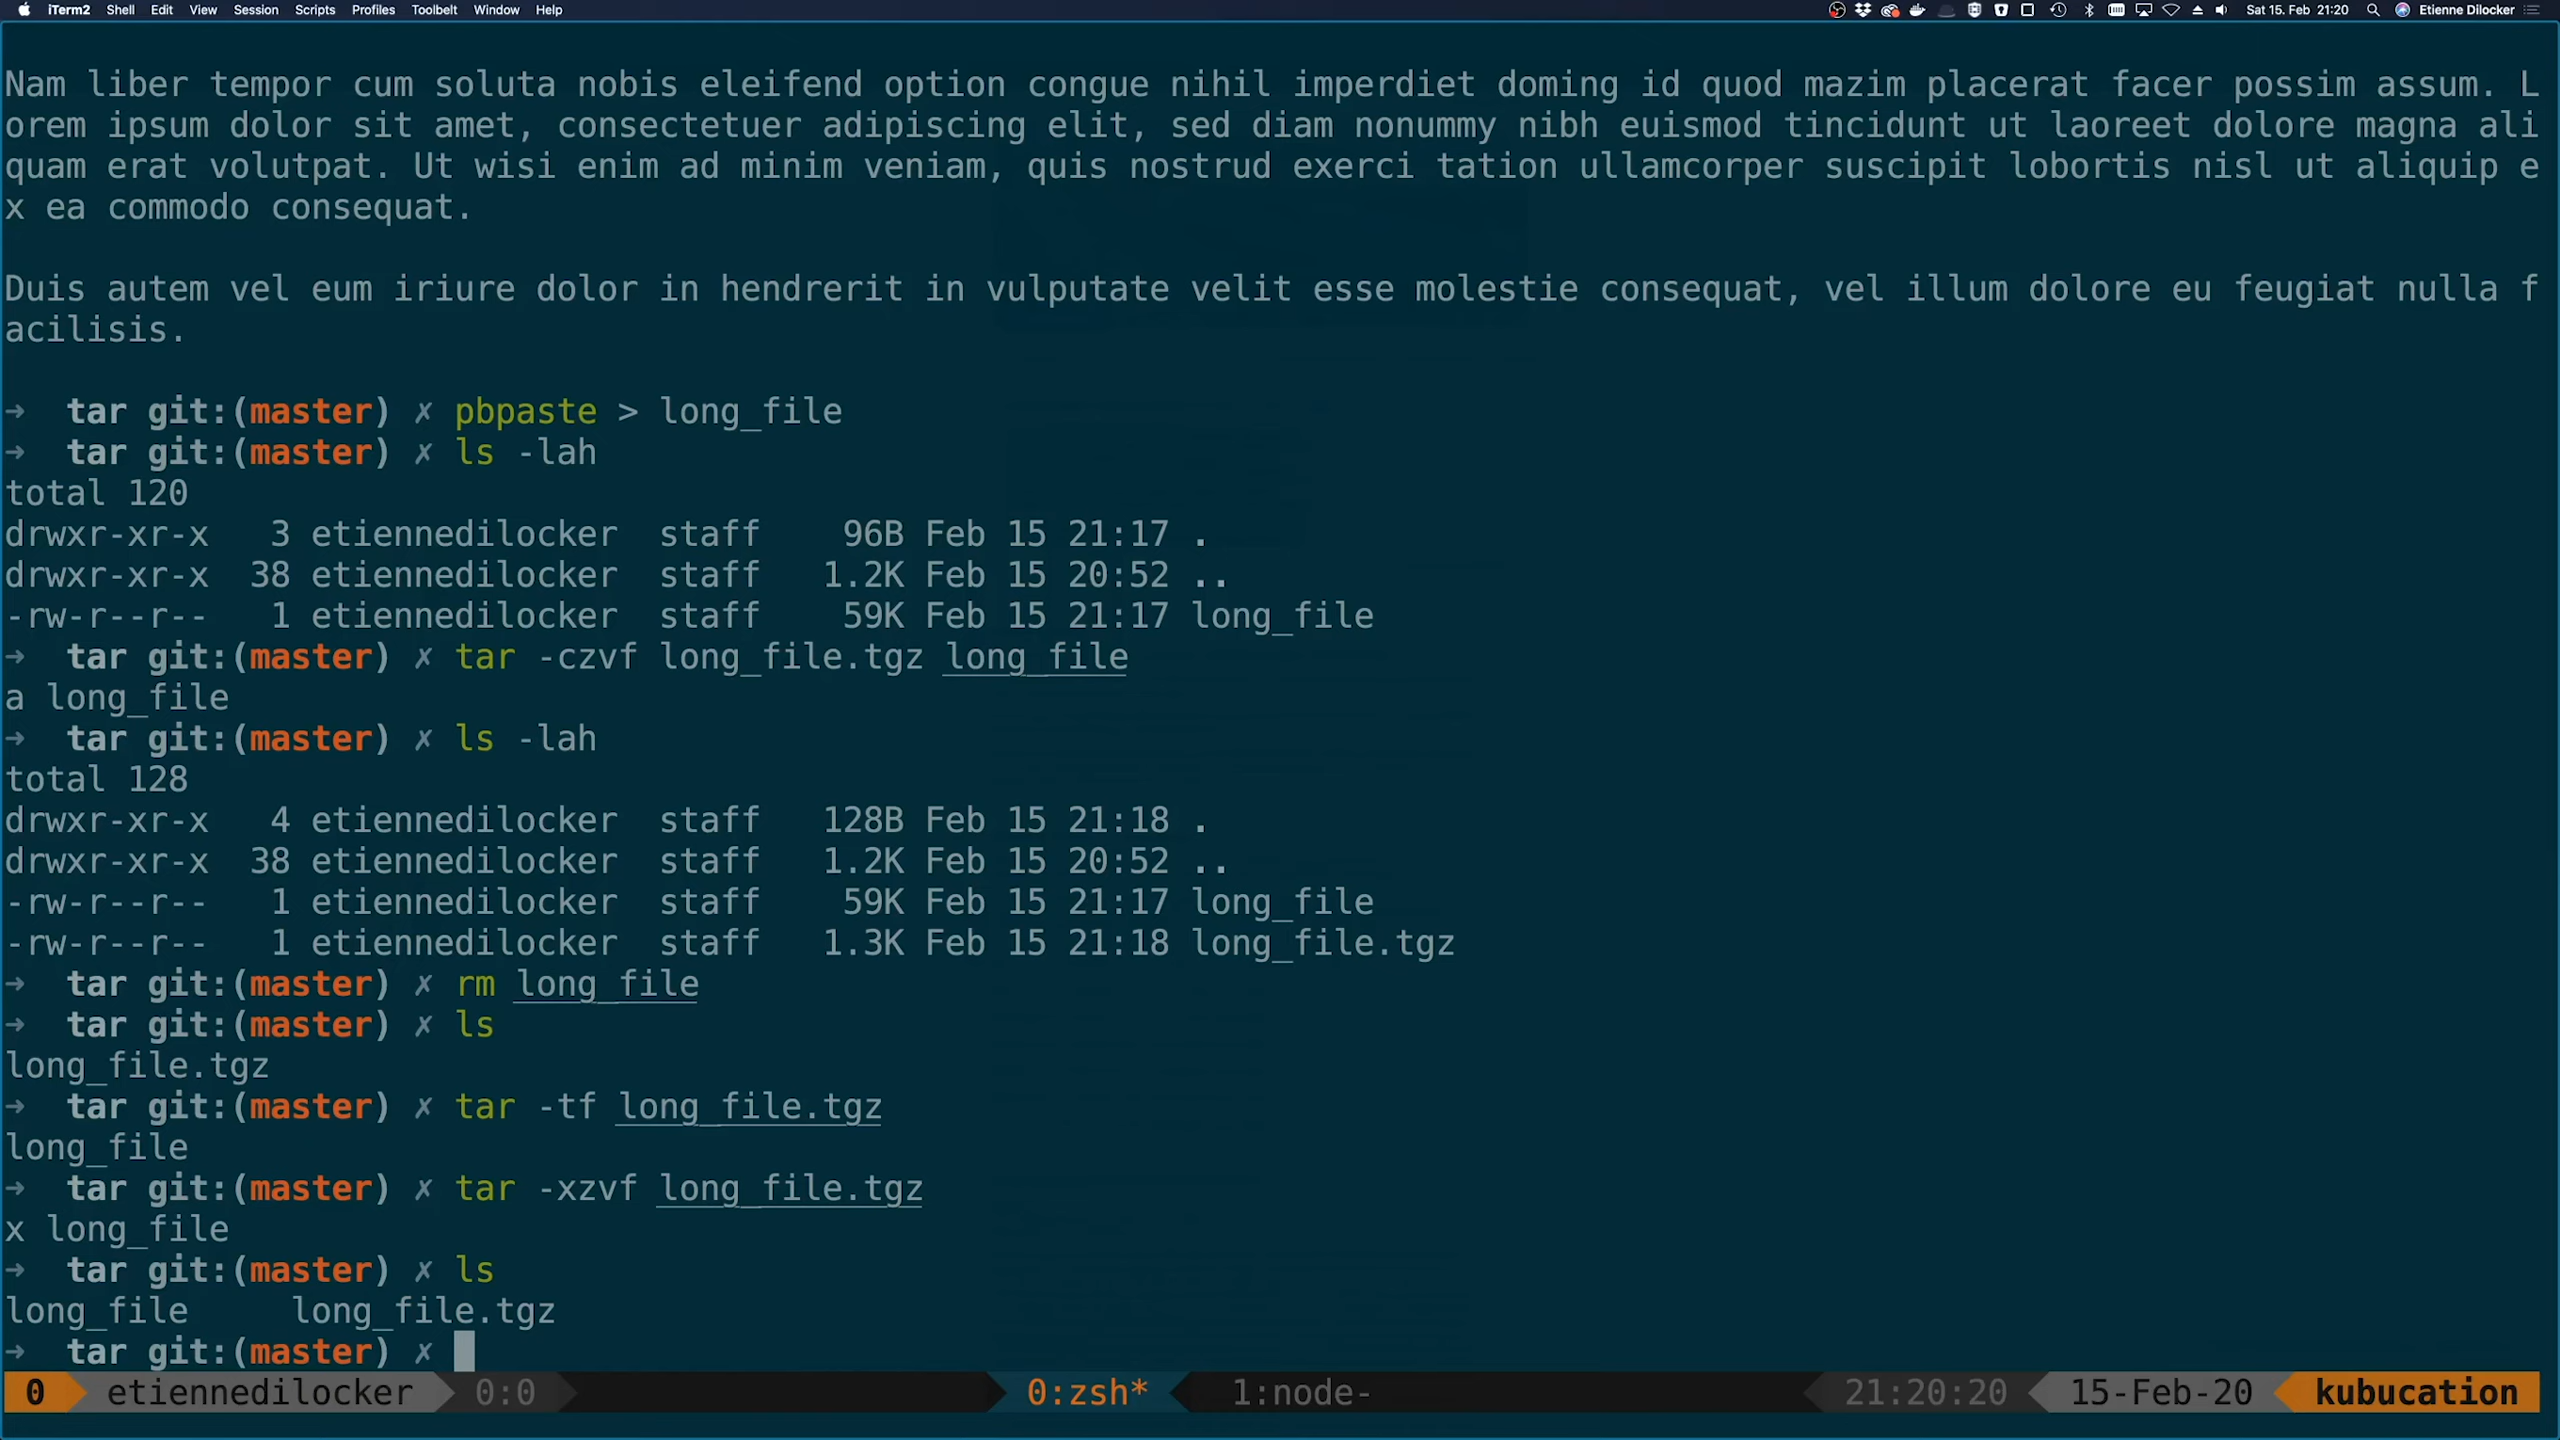 iTerm2 Shell Edit View Session Scripts Profiles Toolbelt Window Help Sat 15. Feb 21:20 Etienne Dilocker
Nam liber tempor cum soluta nobis eleifend option congue nihil imperdiet doming id quod mazim placerat facer possim assum. L
orem ipsum dolor sit amet, consectetuer adipiscing elit, sed diam nonummy nibh euismod tincidunt ut laoreet dolore magna ali
quam erat volutpat. Ut wisi enim ad minim veniam, quis nostrud exerci tation ullamcorper suscipit lobortis nisl ut aliquip e
x ea commodo consequat.
Duis autem vel eum iriure dolor in hendrerit in vulputate velit esse molestie consequat, vel illum dolore eu feugiat nulla f
acilisis.
→ tar git:(master) ✗ pbpaste > long_file
→ tar git:(master) ✗ ls -lah
total 120
drwxr-xr-x 3 etiennedilocker staff 96B Feb 15 21:17 .
drwxr-xr-x 38 etiennedilocker staff 1.2K Feb 15 20:52 ..
-rw-r--r-- 1 etiennedilocker staff 59K Feb 15 21:17 long_file
→ tar git:(master) ✗ tar -czvf long_file.tgz long_file
a long_file
→ tar git:(master) ✗ ls -lah
total 128
drwxr-xr-x 4 etiennedilocker staff 128B Feb 15 21:18 .
drwxr-xr-x 38 etiennedilocker staff 1.2K Feb 15 20:52 ..
-rw-r--r-- 1 etiennedilocker staff 59K Feb 15 21:17 long_file
-rw-r--r-- 1 etiennedilocker staff 1.3K Feb 15 21:18 long_file.tgz
→ tar git:(master) ✗ rm long_file
→ tar git:(master) ✗ ls
long_file.tgz
→ tar git:(master) ✗ tar -tf long_file.tgz
long_file
→ tar git:(master) ✗ tar -xzvf long_file.tgz
x long_file
→ tar git:(master) ✗ ls
long_file long_file.tgz
→ tar git:(master) ✗
0 etiennedilocker 0:0 0:zsh* 1:node- 21:20:20 15-Feb-20 kubucation